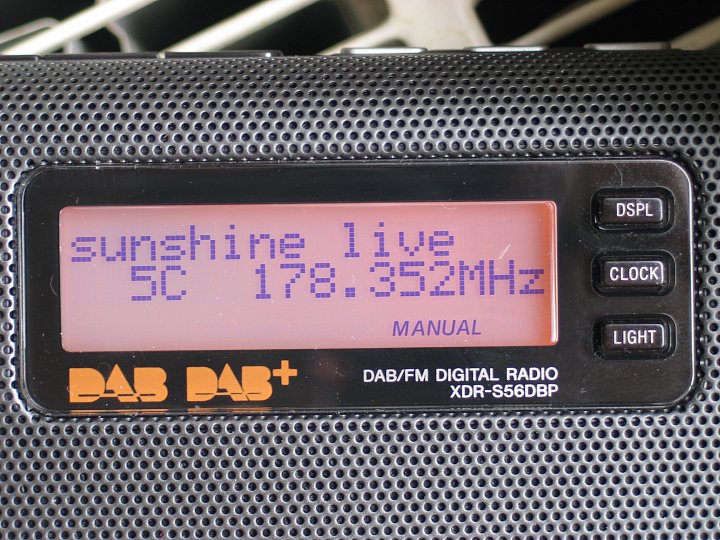 sunshine live
5C 178.352MHz
MANUAL
DAB DAB+
DAB/FM DIGITAL RADIO
XDR-S56DBP
DSPL
CLOCK
LIGHT